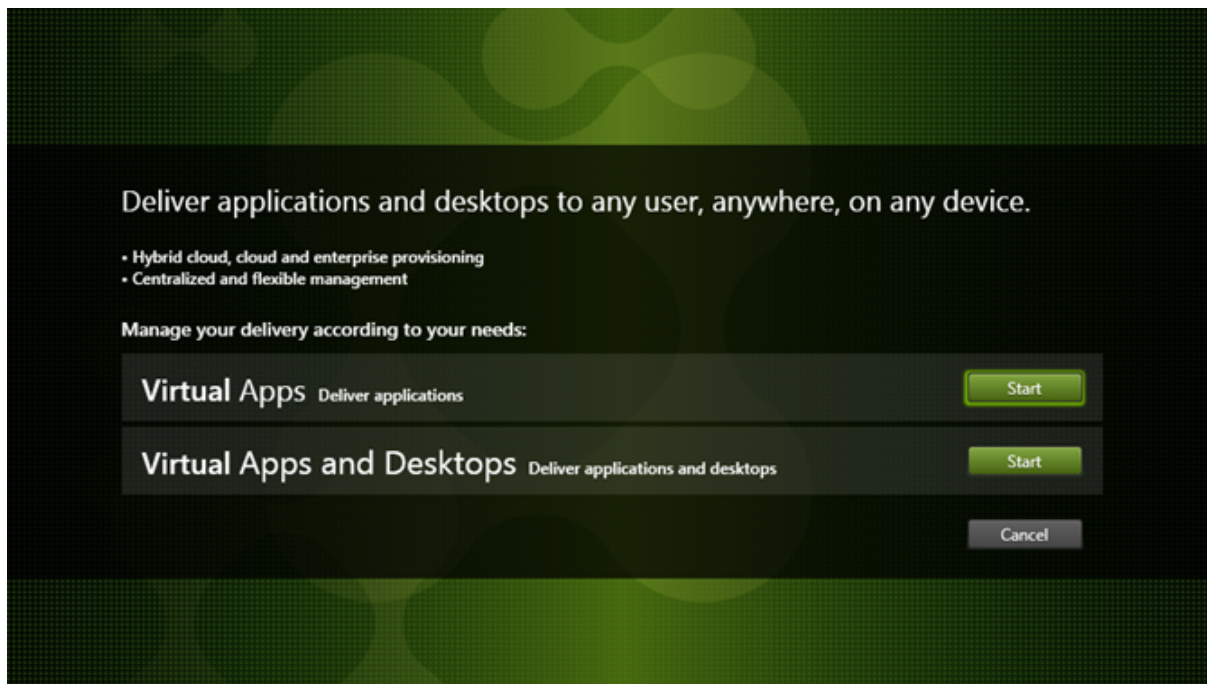 Deliver applications and desktops to any user, anywhere, on any device.
• Hybrid cloud, cloud and enterprise provisioning
• Centralized and flexible management
Manage your delivery according to your needs:
Virtual Apps Deliver applications Start
Virtual Apps and Desktops Deliver applications and desktops Start
Cancel